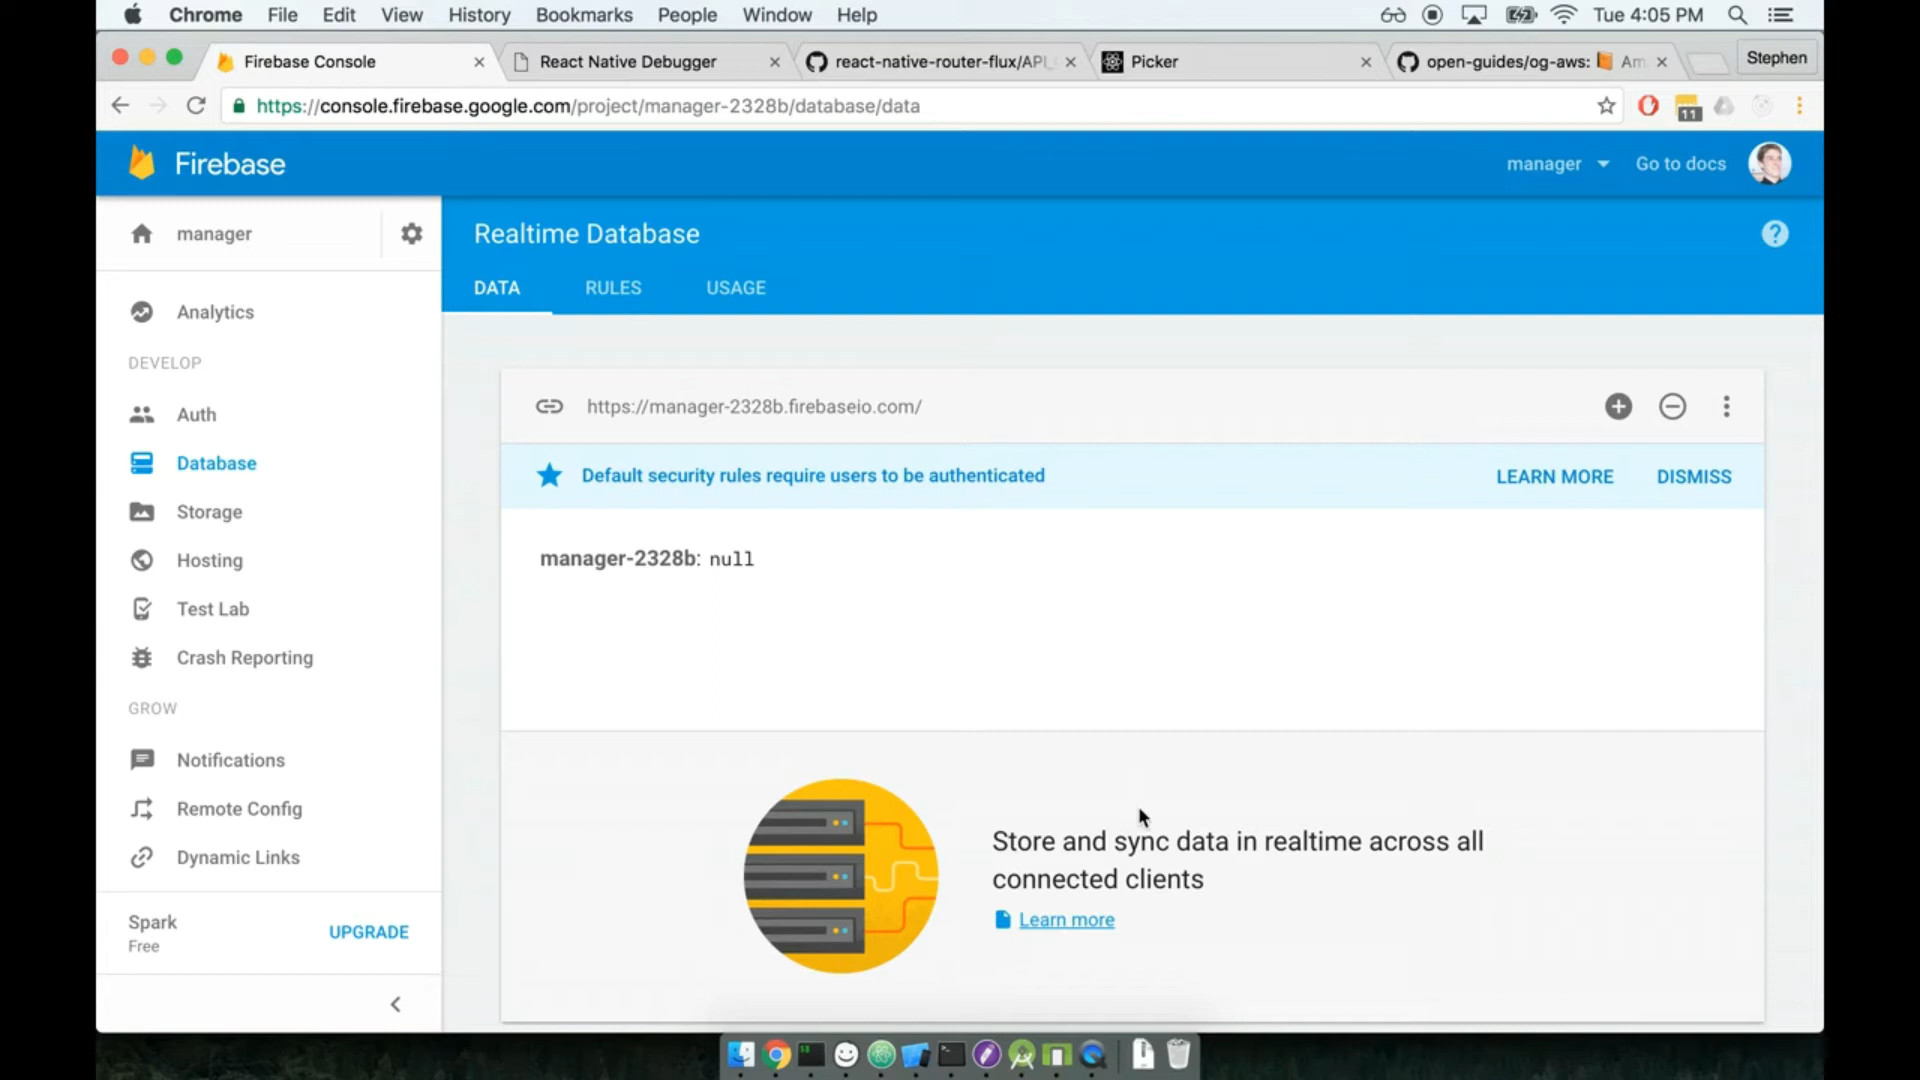 Chrome File Edit View History Bookmarks People Window Help Tue 4:05 PM
Firebase Console React Native Debugger react-native-router-flux/API_ Picker open-guides/og-aws: Am Stephen
https://console.firebase.google.com/project/manager-2328b/database/data 11
Firebase manager Go to docs
manager
Realtime Database
DATA RULES USAGE
Analytics
DEVELOP
Auth
Database
Storage
Hosting
Test Lab
Crash Reporting
GROW
Notifications
Remote Config
Dynamic Links
Spark
Free
UPGRADE
https://manager-2328b.firebaseio.com/
Default security rules require users to be authenticated LEARN MORE DISMISS
manager-2328b: null
Store and sync data in realtime across all
connected clients
Learn more